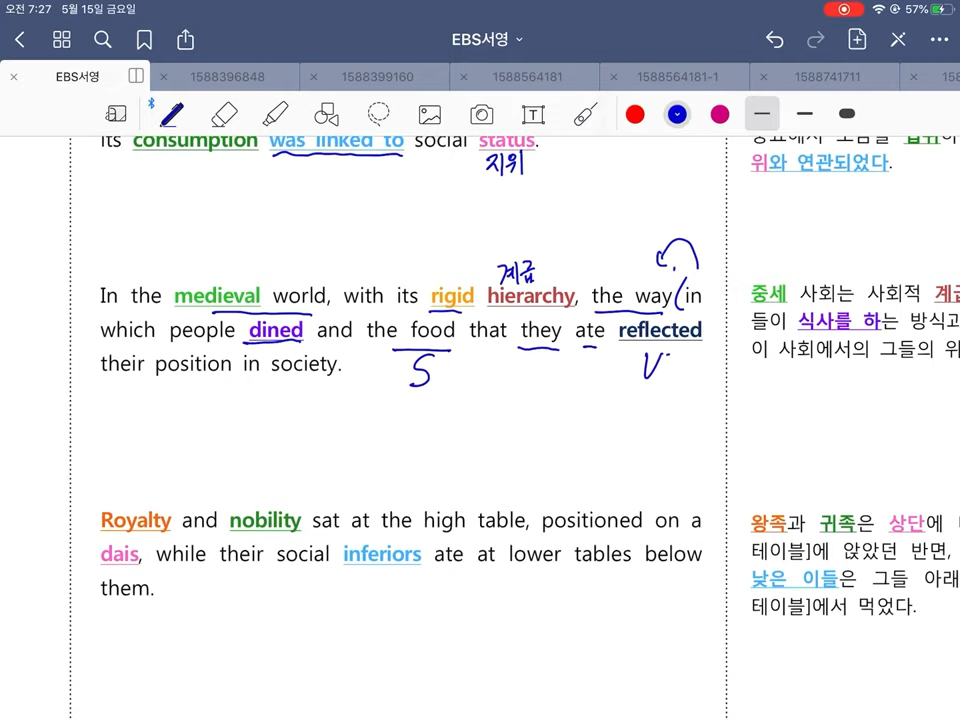 오전 7:27 5월 15일 금요일
57%
EBS서영
EBS서영
1588396848
1588399160
1588564181
1588564181-1
1588741711
its consumption was linked to social status.
지위
위와 연관되었다.
계급
In the medieval world, with its rigid hierarchy, the way (in
which people dined and the food that they ate reflected
their position in society.
S V
중세 사회는 사회적 계급
들이 식사를 하는 방식과
이 사회에서의 그들의 위
Royalty and nobility sat at the high table, positioned on a
dais, while their social inferiors ate at lower tables below
them.
왕족과 귀족은 상단에
테이블]에 앉았던 반면,
낮은 이들은 그들 아래
테이블]에서 먹었다.